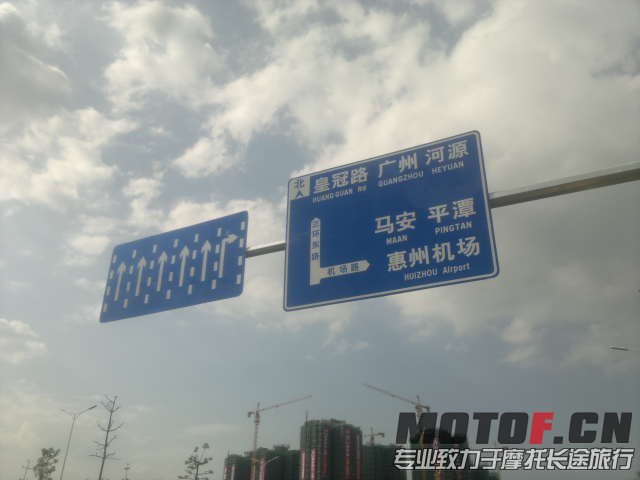 北
皇冠路 广州 河源
HUANGGUAN RD GUANGZHOU HEYUAN
三环东路
马安 平潭
MAAN PINGTAN
机场路
惠州机场
HUIZHOU Airport
MOTOF.CN
专业致力于摩托长途旅行